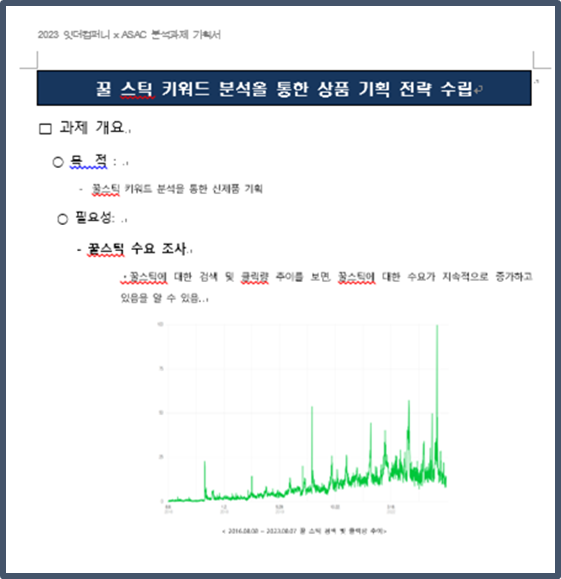 2023 잇더컴퍼니 x ASAC 분석과제 기획서
꿀 스틱 키워드 분석을 통한 상품 기획 전략 수립
□ 과제 개요
○ 목 적 :
- 꿀스틱 키워드 분석을 통한 신제품 기획
○ 필요성:
- 꿀스틱 수요 조사
·꿀스틱에 대한 검색 및 클릭량 추이를 보면, 꿀스틱에 대한 수요가 지속적으로 증가하고
있음을 알 수 있음..
100
75
50
25
0
< 2016.08.08 ~ 2023.08.07 꿀 스틱 검색 및 클릭량 추이>